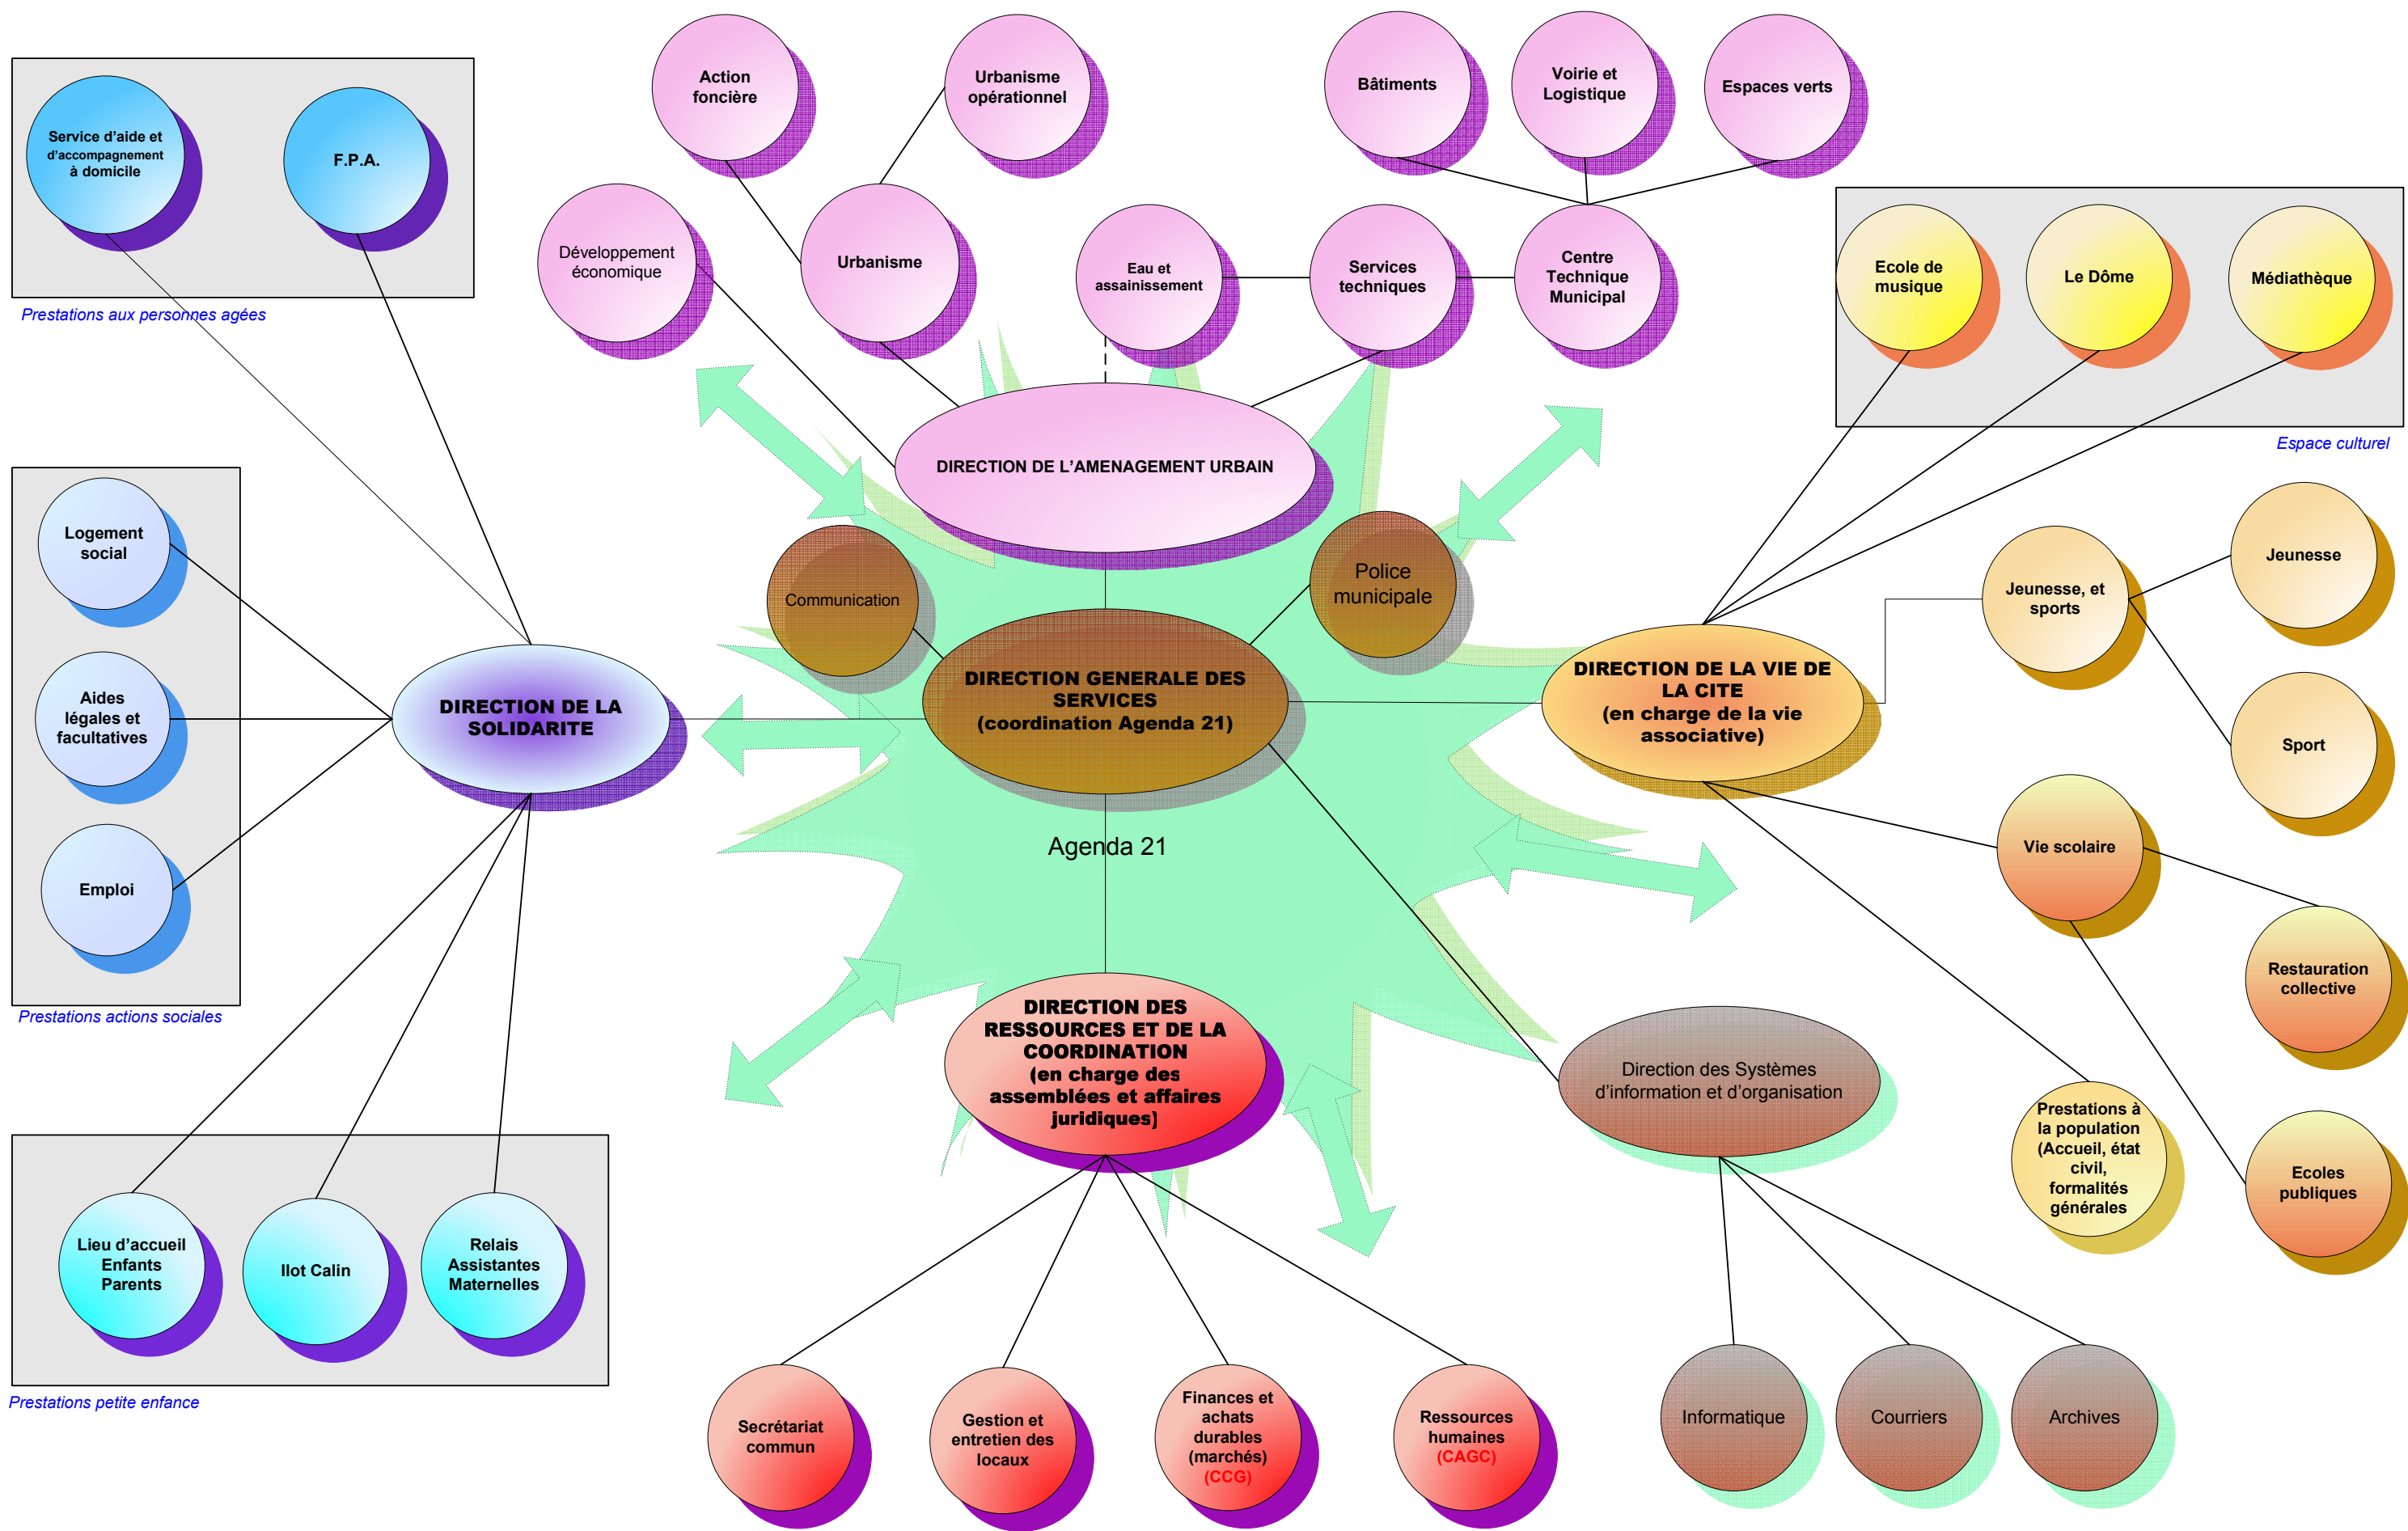 Action
foncière
Urbanisme
opérationnel
Bâtiments
Voirie et
Logistique
Espaces verts
Service d'aide et
d'accompagnement
à domicile
F.P.A.
Prestations aux personnes agées
Développement
économique
Urbanisme
Eau et
assainissement
Services
techniques
Centre
Technique
Municipal
Ecole de
musique
Le Dôme
Médiathèque
Espace culturel
DIRECTION DE L'AMENAGEMENT URBAIN
Logement
social
Aides
légales et
facultatives
Emploi
Prestations actions sociales
Communication
Police
municipale
Jeunesse, et
sports
Jeunesse
Sport
DIRECTION DE LA
SOLIDARITE
DIRECTION GENERALE DES
SERVICES
(coordination Agenda 21)
DIRECTION DE LA VIE DE
LA CITE
(en charge de la vie
associative)
Agenda 21
Vie scolaire
Restauration
collective
DIRECTION DES
RESSOURCES ET DE LA
COORDINATION
(en charge des
assemblées et affaires
juridiques)
Direction des Systèmes
d'information et d'organisation
Prestations à
la population
(Accueil, état
civil,
formalités
générales
Ecoles
publiques
Lieu d'accueil
Enfants
Parents
Ilot Calin
Relais
Assistantes
Maternelles
Prestations petite enfance
Secrétariat
commun
Gestion et
entretien des
locaux
Finances et
achats
durables
(marchés)
(CCG)
Ressources
humaines
(CAGC)
Informatique
Courriers
Archives